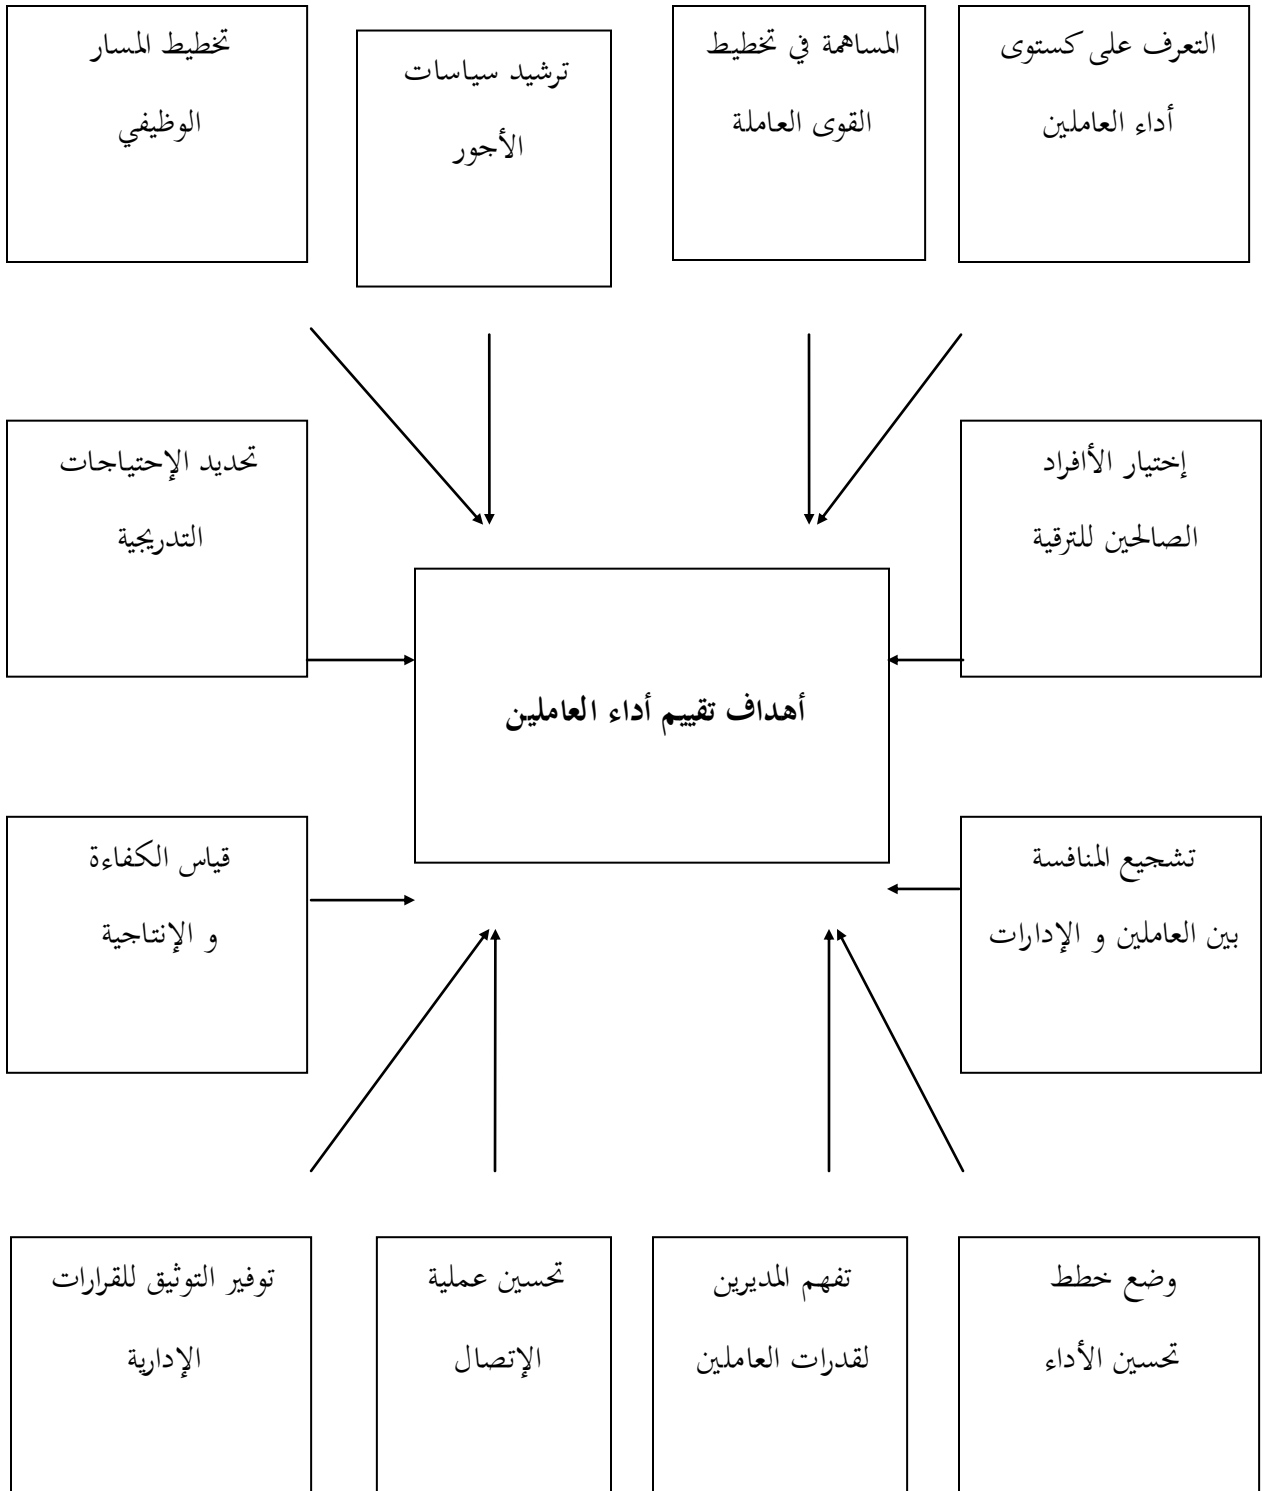 التعرف على كستوى
أداء العاملين
المساهمة في تخطيط
القوى العاملة
ترشيد سياسات
الأجور
تخطيط المسار
الوظيفي
إختيار الأافراد
الصالحين للترقية
تحديد الإحتياجات
التدريجية
أهداف تقييم أداء العاملين
تشجيع المنافسة
بين العاملين و الإدارات
قياس الكفاءة
و الإنتاجية
وضع خطط
تحسين الأداء
تفهم المديرين
لقدرات العاملين
تحسين عملية
الإتصال
توفير التوثيق للقرارات
الإدارية